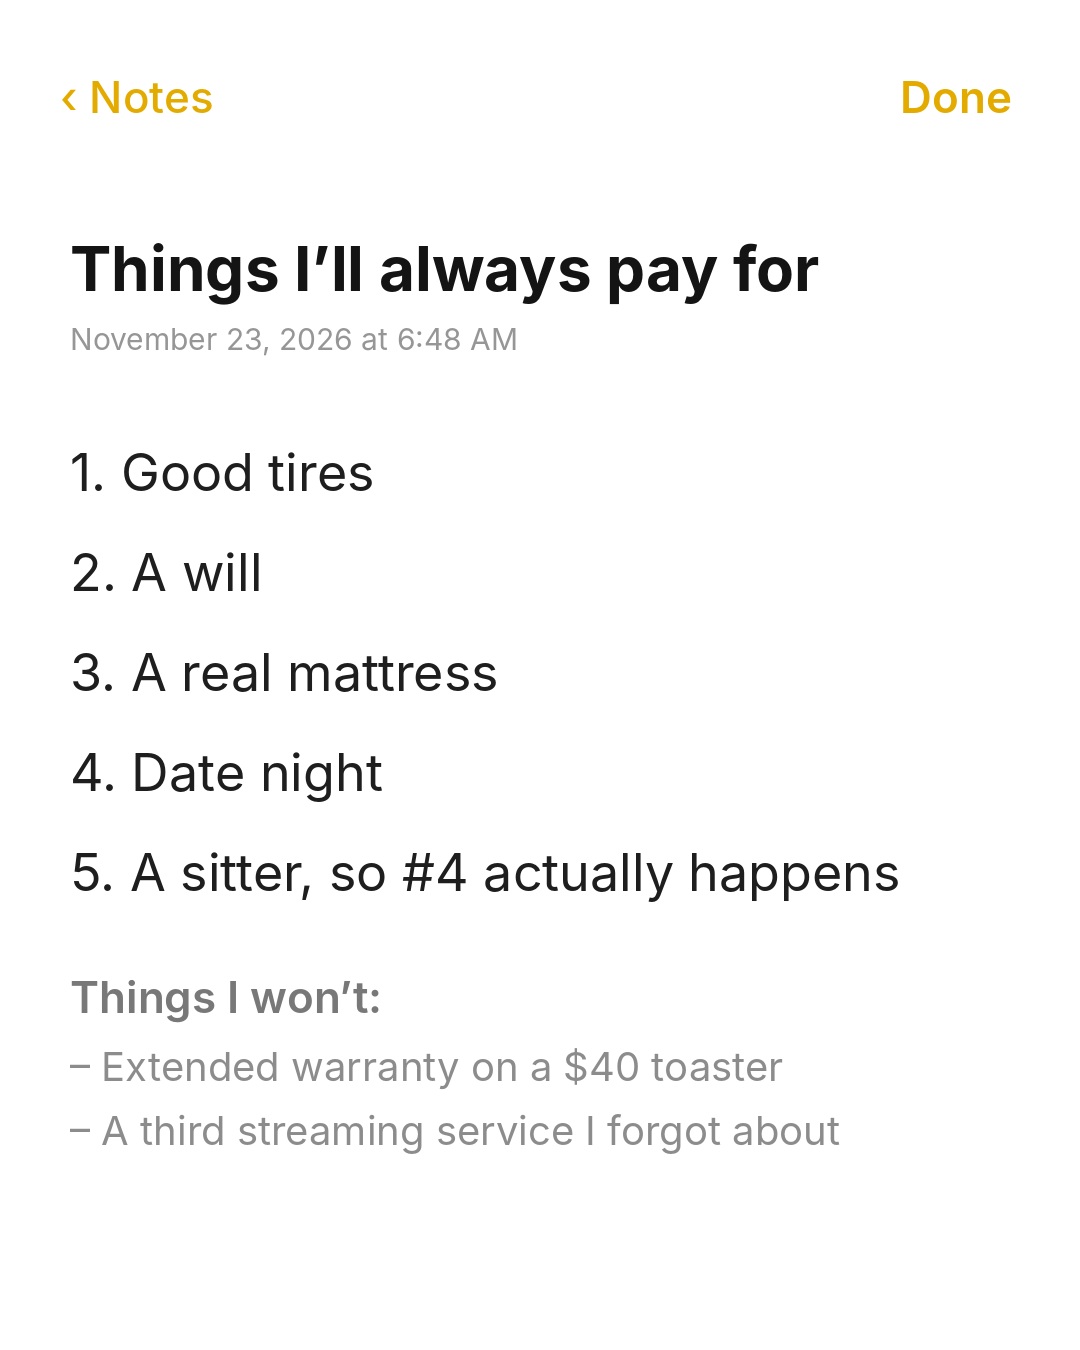 ‹ Notes
Done
Things I’ll always pay for
November 23, 2026 at 6:48 AM
1. Good tires
2. A will
3. A real mattress
4. Date night
5. A sitter, so #4 actually happens
Things I won’t:
– Extended warranty on a $40 toaster
– A third streaming service I forgot about